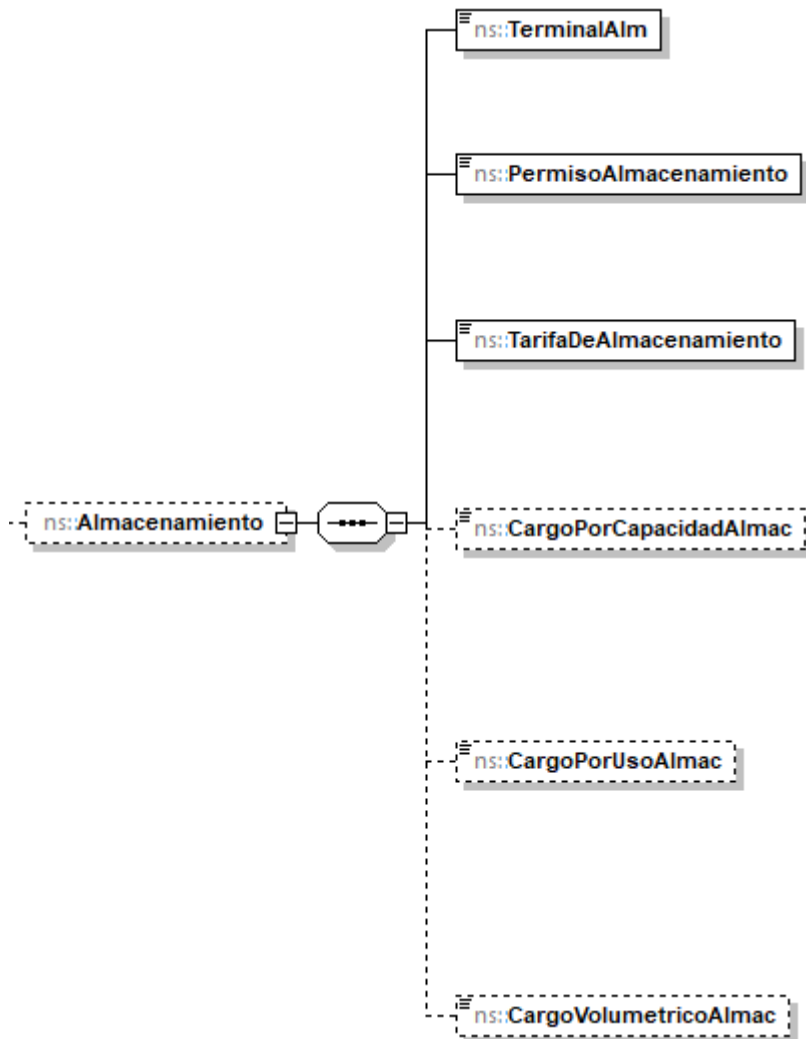 ns::TerminalAlm
ns::PermisoAlmacenamiento
ns::TarifaDeAlmacenamiento
ns::Almacenamiento
ns::CargoPorCapacidadAlmac
ns::CargoPorUsoAlmac
ns::CargoVolumetricoAlmac